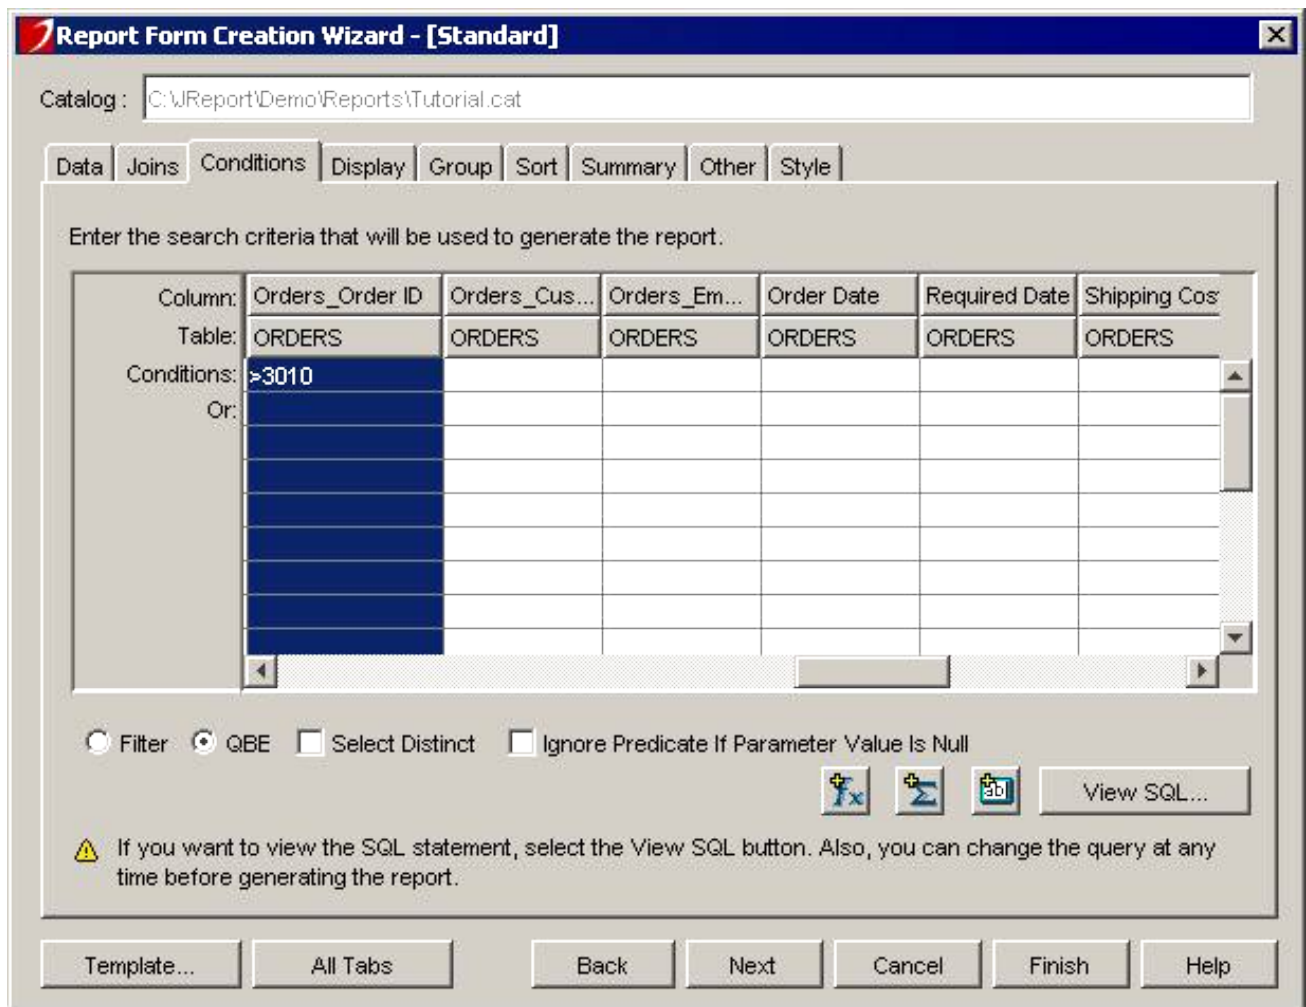 Report Form Creation Wizard - [Standard]
Catalog : C:\JReport\Demo\Reports\Tutorial.cat
Data Joins Conditions Display Group Sort Summary Other Style
Enter the search criteria that will be used to generate the report.
Column: Orders_Order ID Orders_Cus... Orders_Em... Order Date Required Date Shipping Cos
Table: ORDERS ORDERS ORDERS ORDERS ORDERS ORDERS
Conditions: >3010
Or:
Filter QBE Select Distinct Ignore Predicate If Parameter Value Is Null
fx Σ ab View SQL...
If you want to view the SQL statement, select the View SQL button. Also, you can change the query at any
time before generating the report.
Template... All Tabs Back Next Cancel Finish Help